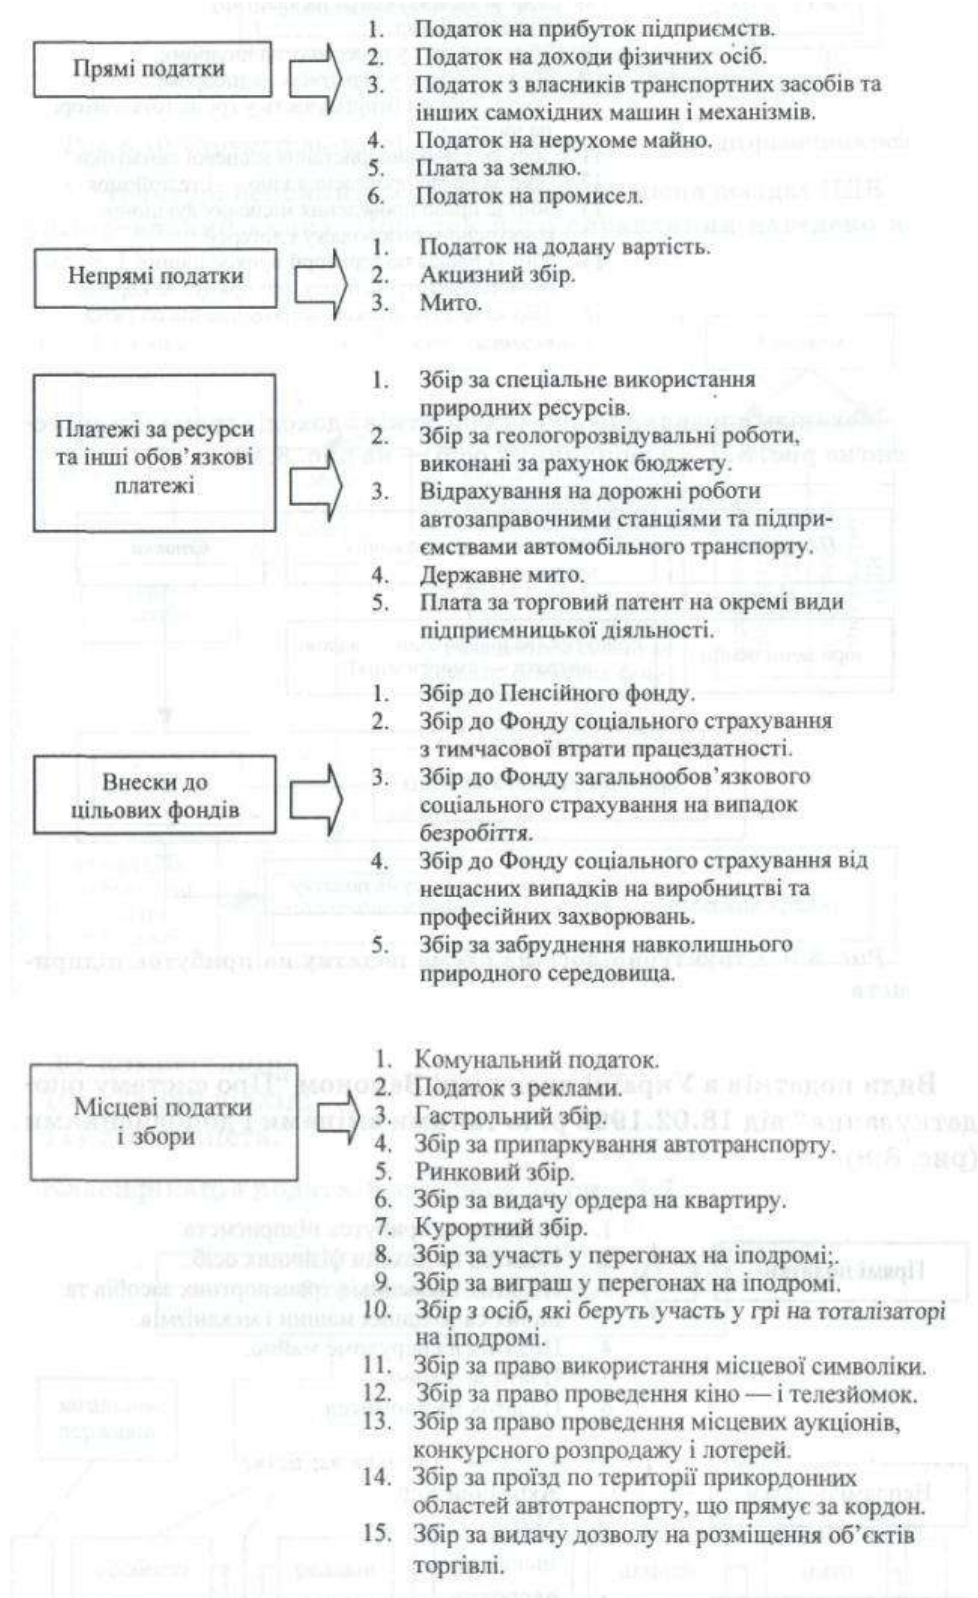 Прямі податки
1. Податок на прибуток підприємств.
2. Податок на доходи фізичних осіб.
3. Податок з власників транспортних засобів та
інших самохідних машин і механізмів.
4. Податок на нерухоме майно.
5. Плата за землю.
6. Податок на промисел.
Непрямі податки
1. Податок на додану вартість.
2. Акцизний збір.
3. Мито.
Платежі за ресурси
та інші обов’язкові
платежі
1. Збір за спеціальне використання
природних ресурсів.
2. Збір за геологорозвідувальні роботи,
виконані за рахунок бюджету.
3. Відрахування на дорожні роботи
автозаправочними станціями та підпри-
ємствами автомобільного транспорту.
4. Державне мито.
5. Плата за торговий патент на окремі види
підприємницької діяльності.
Внески до
цільових фондів
1. Збір до Пенсійного фонду.
2. Збір до Фонду соціального страхування
з тимчасової втрати працездатності.
3. Збір до Фонду загальнообов’язкового
соціального страхування на випадок
безробіття.
4. Збір до Фонду соціального страхування від
нещасних випадків на виробництві та
професійних захворювань.
5. Збір за забруднення навколишнього
природного середовища.
Місцеві податки
і збори
1. Комунальний податок.
2. Податок з реклами.
3. Гастрольний збір.
4. Збір за припаркування автотранспорту.
5. Ринковий збір.
6. Збір за видачу ордера на квартиру.
7. Курортний збір.
8. Збір за участь у перегонах на іподромі;
9. Збір за виграш у перегонах на іподромі.
10. Збір з осіб, які беруть участь у грі на тоталізаторі
на іподромі.
11. Збір за право використання місцевої символіки.
12. Збір за право проведення кіно — і телезйомок.
13. Збір за право проведення місцевих аукціонів,
конкурсного розпродажу і лотерей.
14. Збір за проїзд по території прикордонних
областей автотранспорту, що прямує за кордон.
15. Збір за видачу дозволу на розміщення об’єктів
торгівлі.